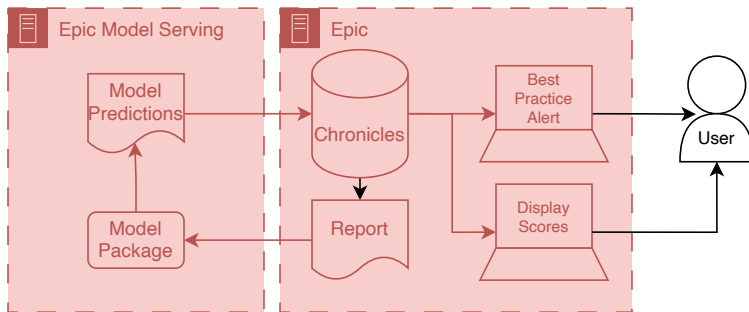 Epic Model Serving
Model
Predictions
Model
Package
Epic
Chronicles
Report
Best
Practice
Alert
Display
Scores
User